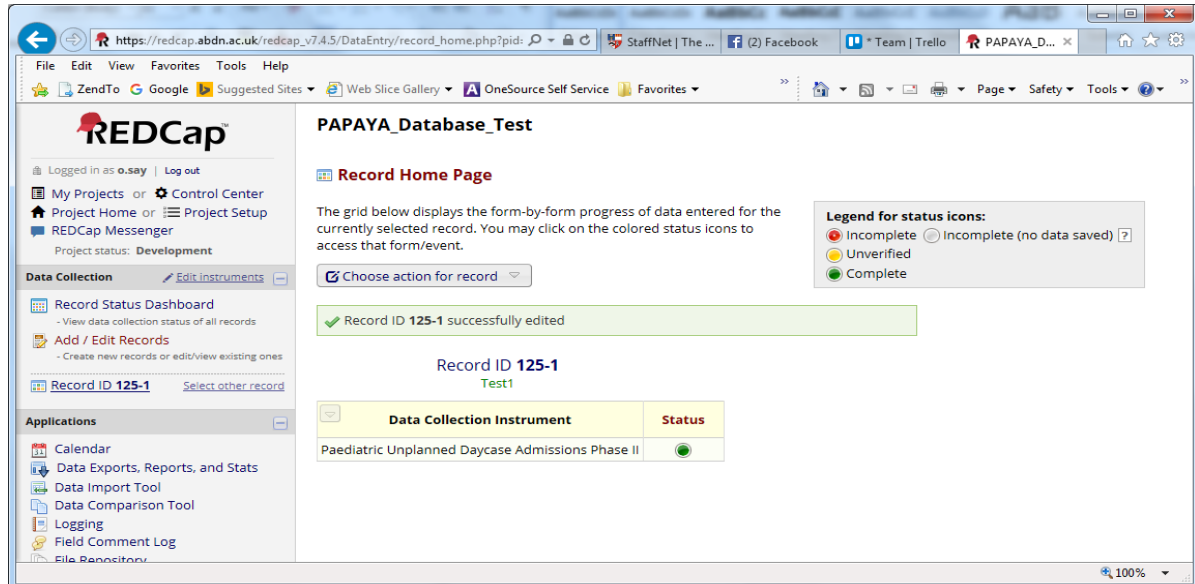 https://redcap.abdn.ac.uk/redcap_v7.4.5/DataEntry/record_home.php?pid=
StaffNet | The ...
(2) Facebook
* Team | Trello
PAPAYA_D...
File Edit View Favorites Tools Help
ZendTo Google Suggested Sites Web Slice Gallery OneSource Self Service Favorites Page Safety Tools
REDCap
Logged in as o.say | Log out
My Projects or Control Center
Project Home or Project Setup
REDCap Messenger
Project status: Development
Data Collection Edit instruments
Record Status Dashboard
- View data collection status of all records
Add / Edit Records
- Create new records or edit/view existing ones
Record ID 125-1 Select other record
Applications
Calendar
Data Exports, Reports, and Stats
Data Import Tool
Data Comparison Tool
Logging
Field Comment Log
File Repository
PAPAYA_Database_Test
Record Home Page
The grid below displays the form-by-form progress of data entered for the
currently selected record. You may click on the colored status icons to
access that form/event.
Legend for status icons:
Incomplete Incomplete (no data saved) ?
Unverified
Complete
Choose action for record
Record ID 125-1 successfully edited
Record ID 125-1
Test1
Data Collection Instrument Status
Paediatric Unplanned Daycase Admissions Phase II
100%